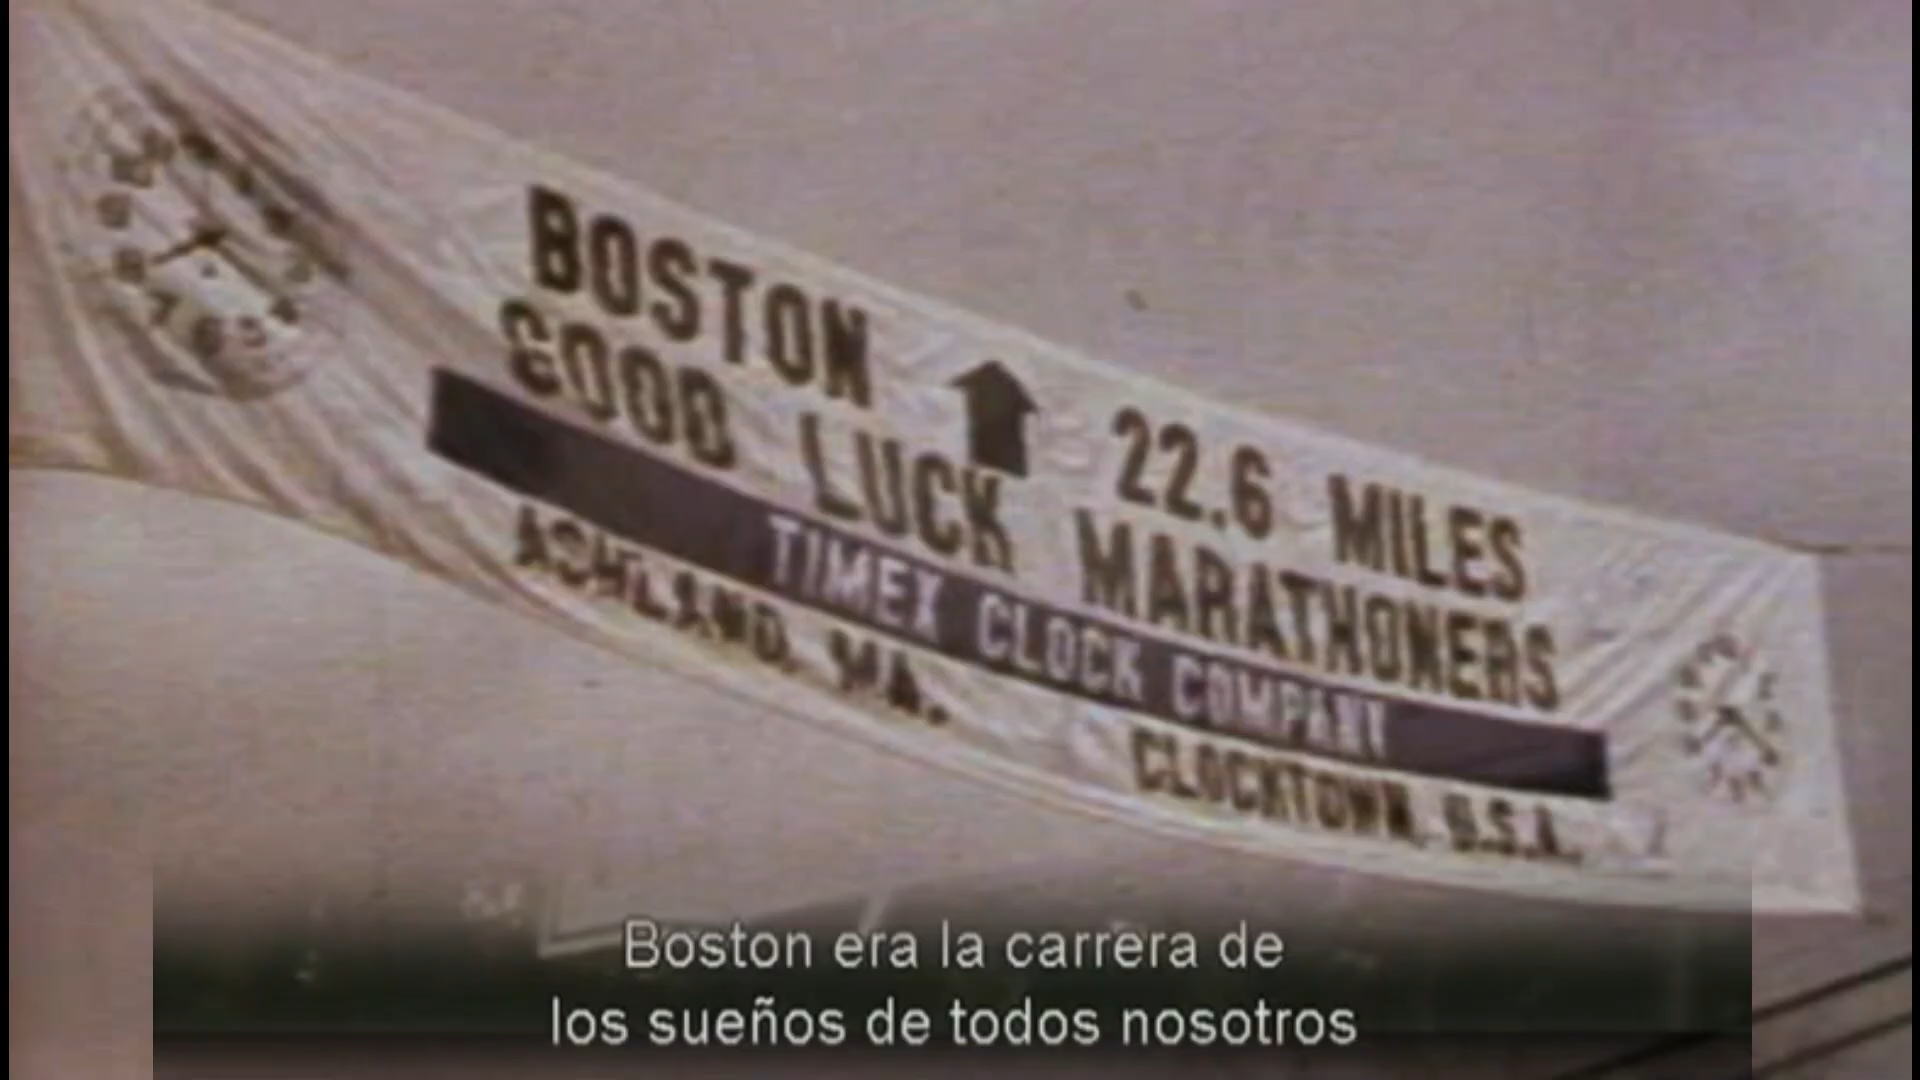 BOSTON ↑ 22.6 MILES
GOOD LUCK MARATHONERS
TIMEX CLOCK COMPANY
ASHLAND, MA. CLOCKTOWN, U.S.A.
Boston era la carrera de
los sueños de todos nosotros